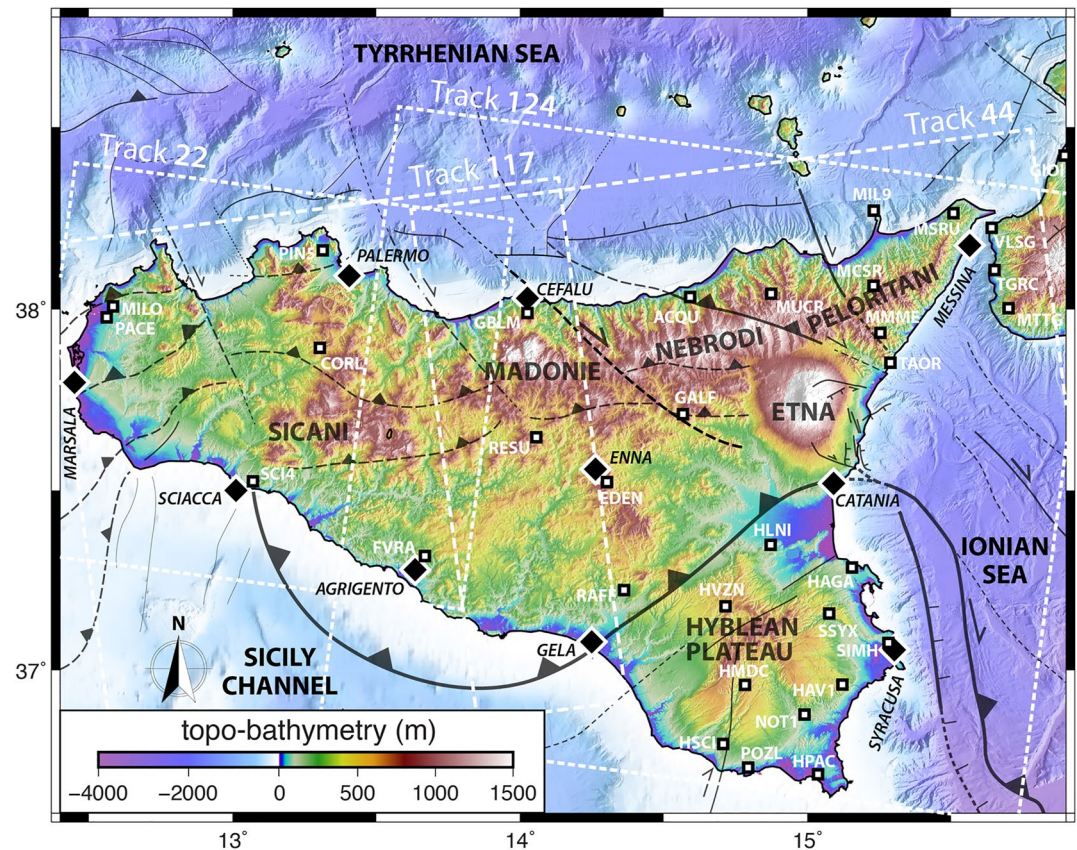 TYRRHENIAN SEA
Track 124
Track 44
Track 22
Track 117
GIOI
MIL9
MSRU
VLSG
PINS
PALERMO
MCSR
TGRC
CEFALU
MESSINA
MILO
PACE
GBLM
ACOU
MUCR
PELORITANI
MMME
MTTG
CORL
NEBRODI
TAOR
MADONIE
MARSALA
GALF
ETNA
SICANI
RESU
ENNA
SCI4
SCIACCA
EDEN
CATANIA
HLNI
FVRA
IONIAN
SEA
AGRIGENTO
RAFF
HVZN
HAGA
N
HYBLEAN
PLATEAU
SSYX
GELA
SIMH
SICILY
CHANNEL
HMDC
HAV1
SYRACUSA
NOT1
HSCI
POZL
HPAC
topo-bathymetry (m)
−4000 −2000 0 500 1000 1500
38°
37°
13° 14° 15°